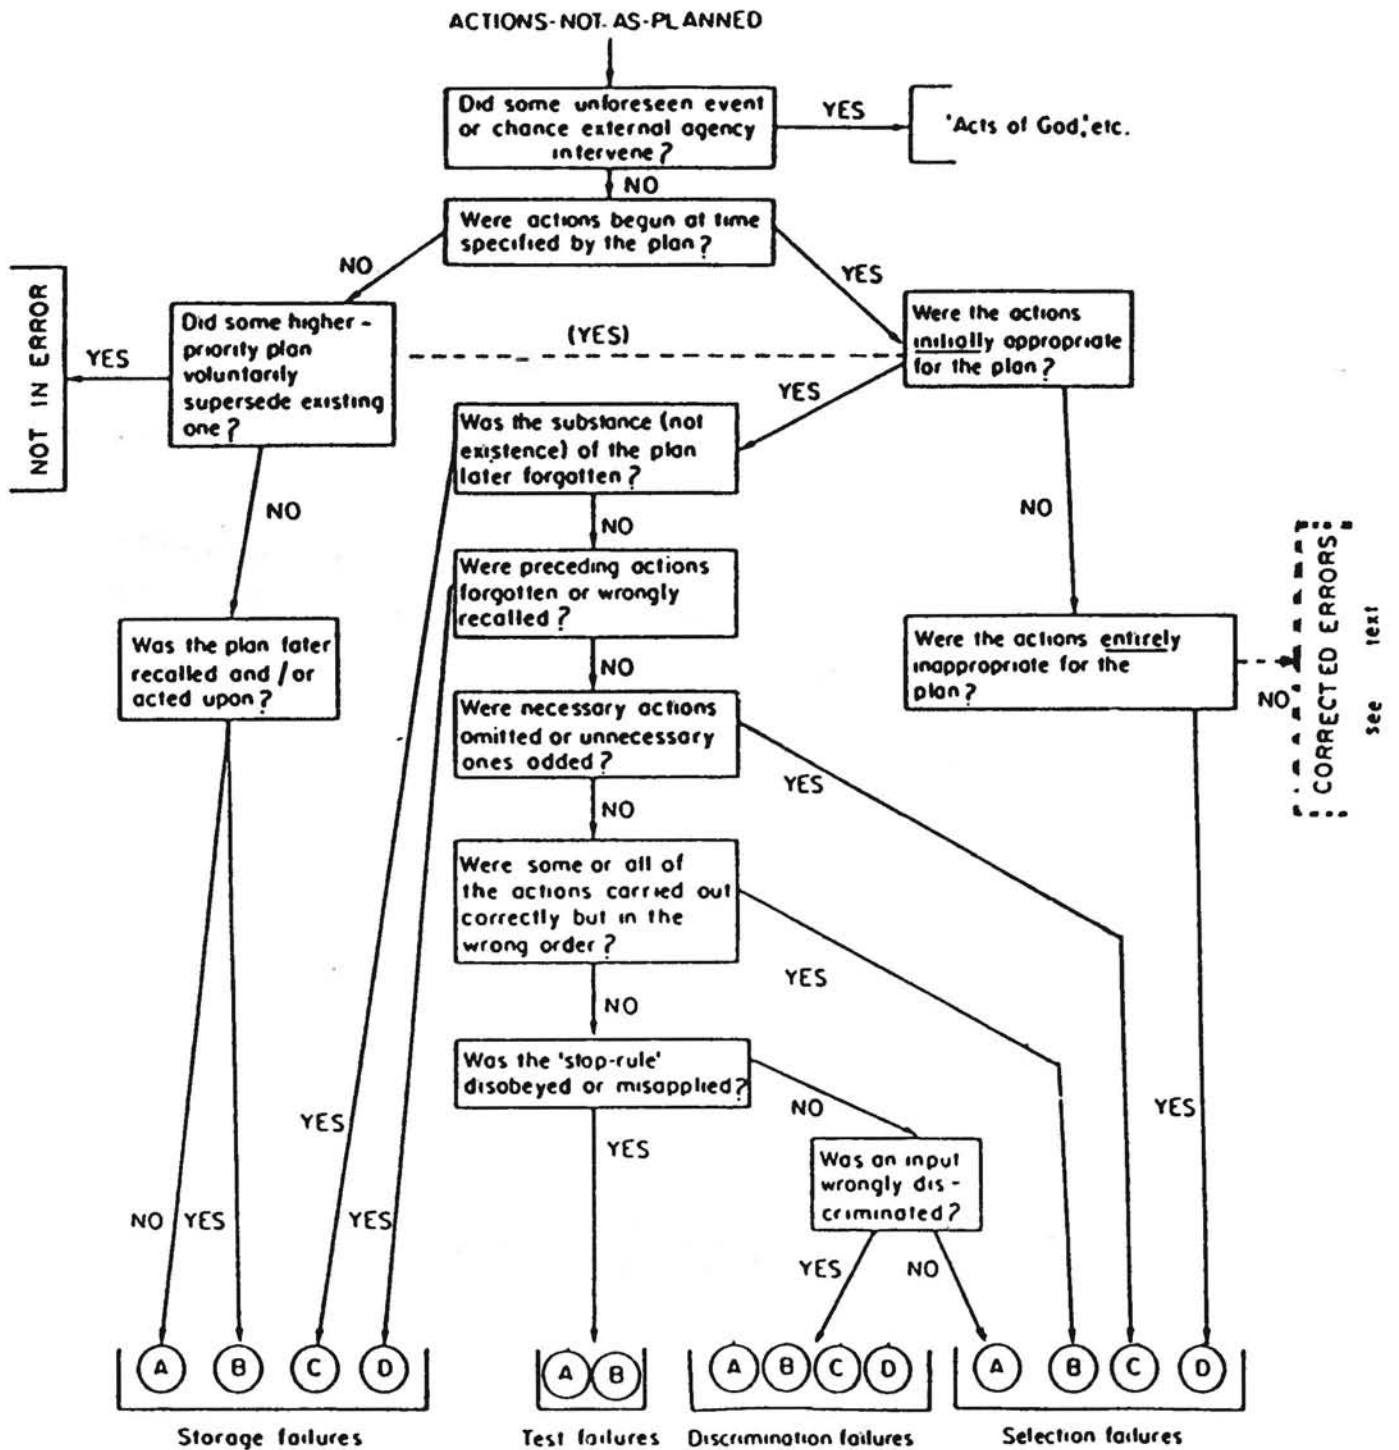 ACTIONS-NOT-AS-PLANNED
Did some unforeseen event
or chance external agency
intervene?
YES
'Acts of God,' etc.
NO
Were actions begun at time
specified by the plan?
NO
YES
NOT IN ERROR
YES
Did some higher-
priority plan
voluntarily
supersede existing
one?
(YES)
Were the actions
initially appropriate
for the plan?
YES
Was the substance (not
existence) of the plan
later forgotten?
NO
NO
NO
Were preceding actions
forgotten or wrongly
recalled?
Was the plan later
recalled and/or
acted upon?
Were the actions entirely
inappropriate for the
plan?
NO
CORRECTED ERRORS
see text
NO
Were necessary actions
omitted or unnecessary
ones added?
YES
NO
Were some or all of
the actions carried out
correctly but in the
wrong order?
YES
NO
Was the 'stop-rule'
disobeyed or misapplied?
YES
NO
YES
YES
Was an input
wrongly dis-
criminated?
NO
YES
YES
YES
NO
A
B
C
D
A
B
A
B
C
D
A
B
C
D
Storage failures
Test failures
Discrimination failures
Selection failures